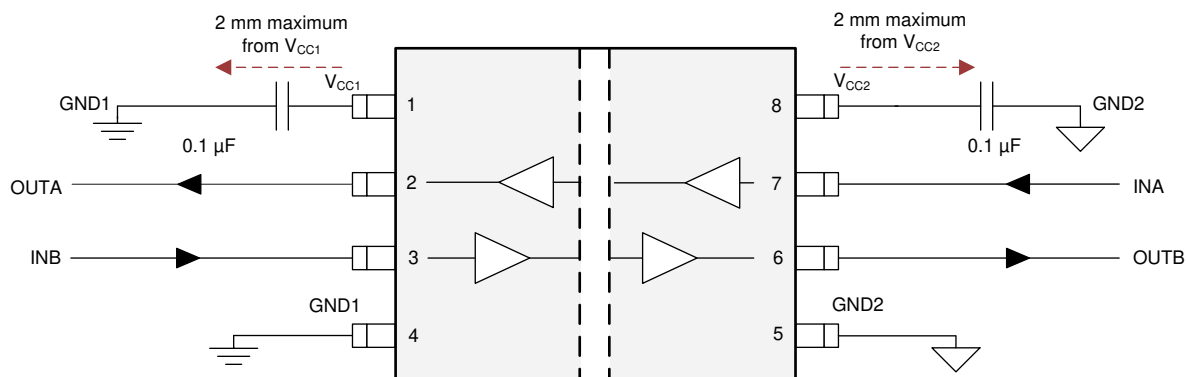 2 mm maximum
from VCC1
2 mm maximum
from VCC2
VCC1
VCC2
GND1
1
8
GND2
0.1 µF
0.1 µF
OUTA
2
7
INA
INB
3
6
OUTB
GND1
GND2
4
5